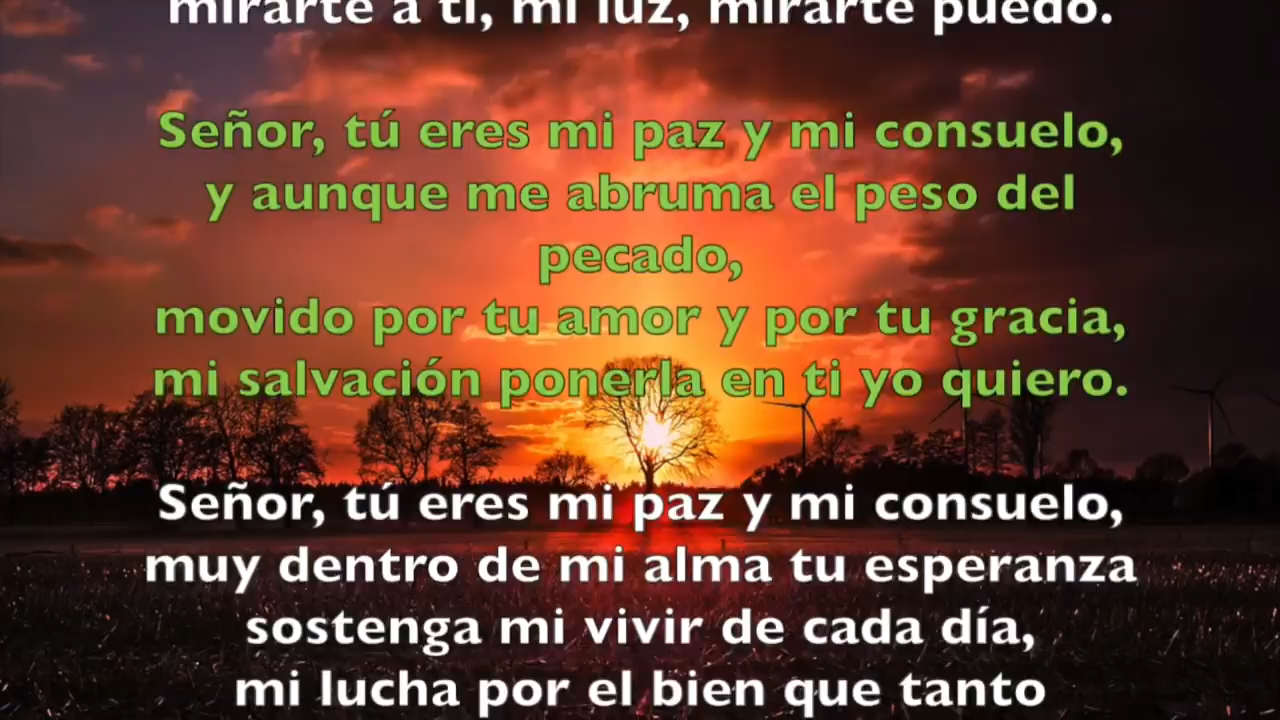 mirarte a ti, mi luz, mirarte puedo.
Señor, tú eres mi paz y mi consuelo,
y aunque me abruma el peso del
pecado,
movido por tu amor y por tu gracia,
mi salvación ponerla en ti yo quiero.
Señor, tú eres mi paz y mi consuelo,
muy dentro de mi alma tu esperanza
sostenga mi vivir de cada día,
mi lucha por el bien que tanto